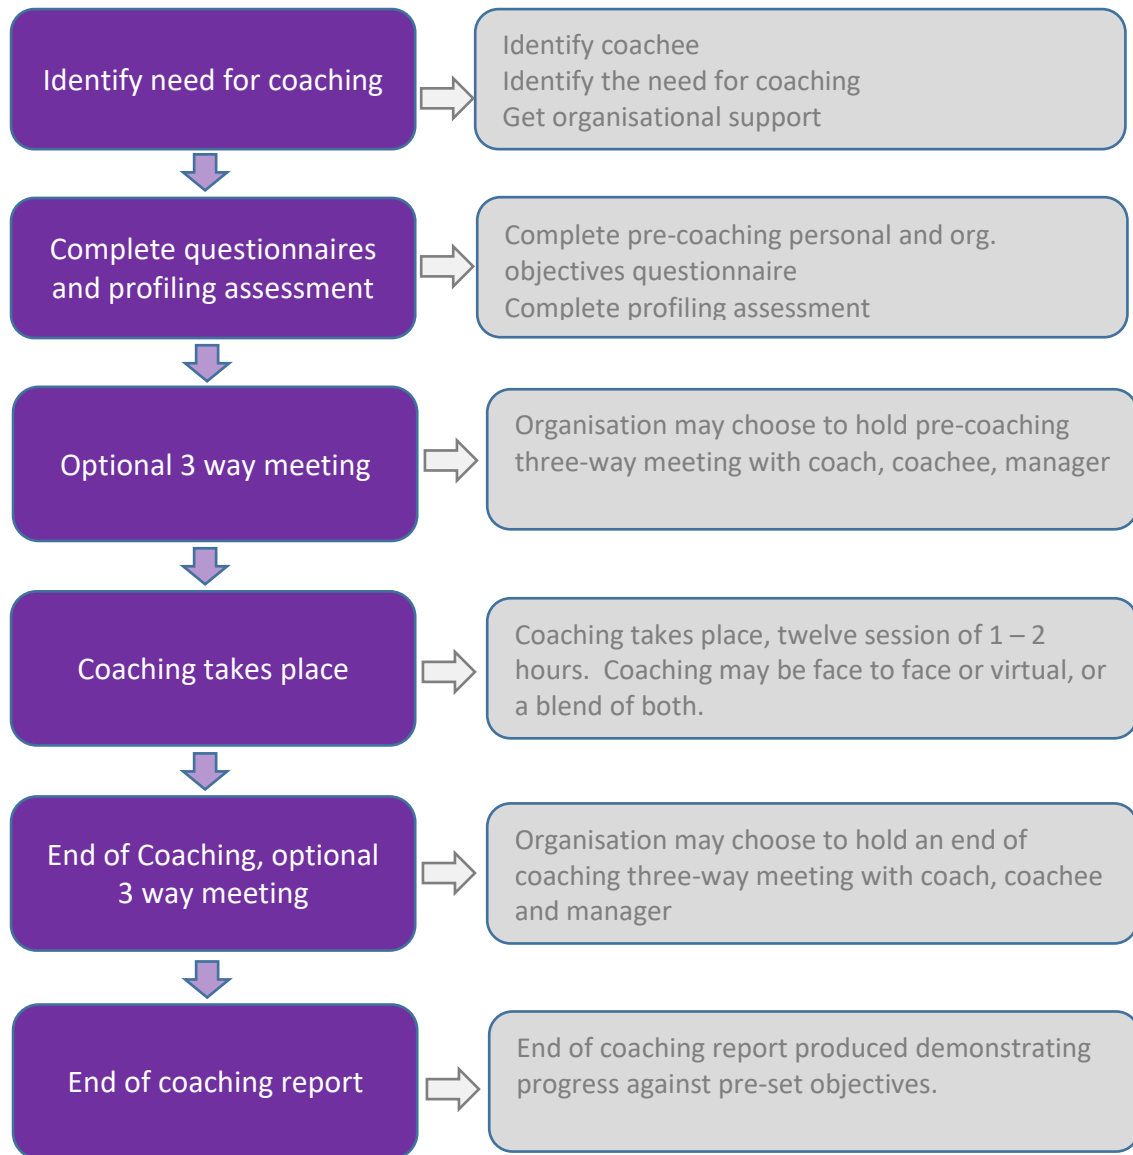 Identify need for coaching
Identify coachee
Identify the need for coaching
Get organisational support
Complete questionnaires
and profiling assessment
Complete pre-coaching personal and org.
objectives questionnaire
Complete profiling assessment
Optional 3 way meeting
Organisation may choose to hold pre-coaching
three-way meeting with coach, coachee, manager
Coaching takes place
Coaching takes place, twelve session of 1 – 2
hours.  Coaching may be face to face or virtual, or
a blend of both.
End of Coaching, optional
3 way meeting
Organisation may choose to hold an end of
coaching three-way meeting with coach, coachee
and manager
End of coaching report
End of coaching report produced demonstrating
progress against pre-set objectives.